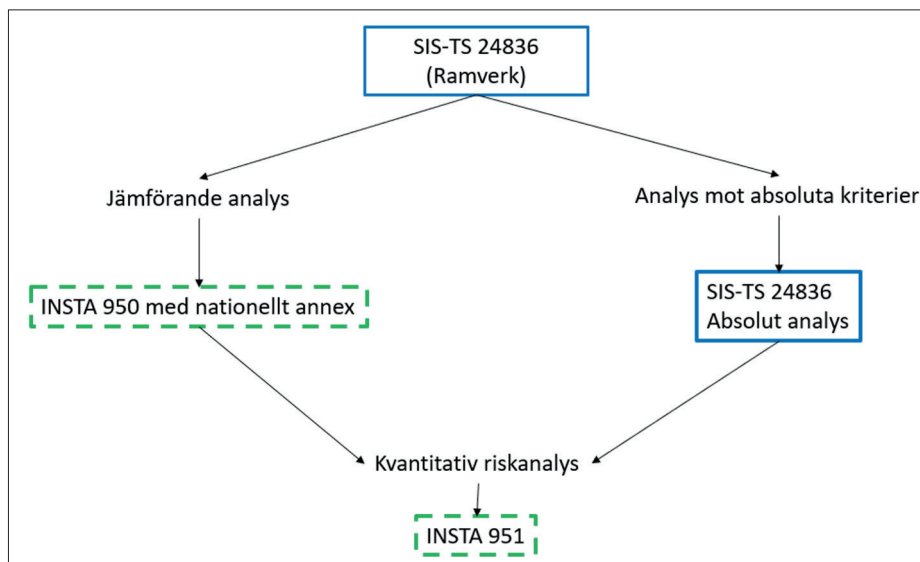 SIS-TS 24836
(Ramverk)
Jämförande analys
Analys mot absoluta kriterier
INSTA 950 med nationellt annex
SIS-TS 24836
Absolut analys
Kvantitativ riskanalys
INSTA 951